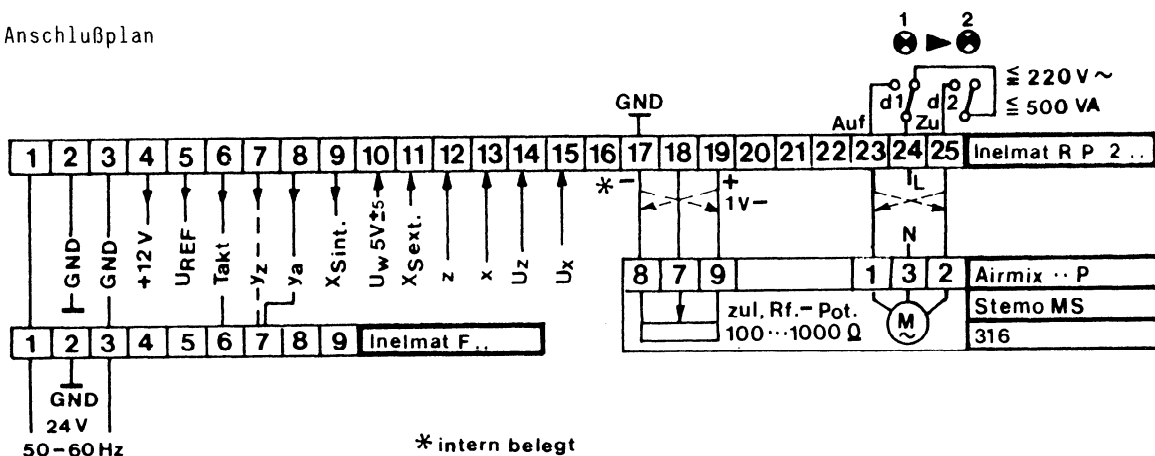 Anschlußplan
1 2
≦ 220 V ~
≦ 500 VA
d1 d2
GND
Auf Zu
1 2 3 4 5 6 7 8 9 10 11 12 13 14 15 16 17 18 19 20 21 22 23 24 25 Inelmat R P 2 ..
GND GND +12V UREF Takt yz ya XSint. Uw 5V±5 XSext. z x Uz Ux
* - + L
1V-
N
8 7 9 1 3 2 Airmix ·· P
zul. Rf.-Pot. M ~ Stemo MS
100···1000 Ω 316
1 2 3 4 5 6 7 8 9 Inelmat F ..
GND
24V
50-60Hz
* intern belegt